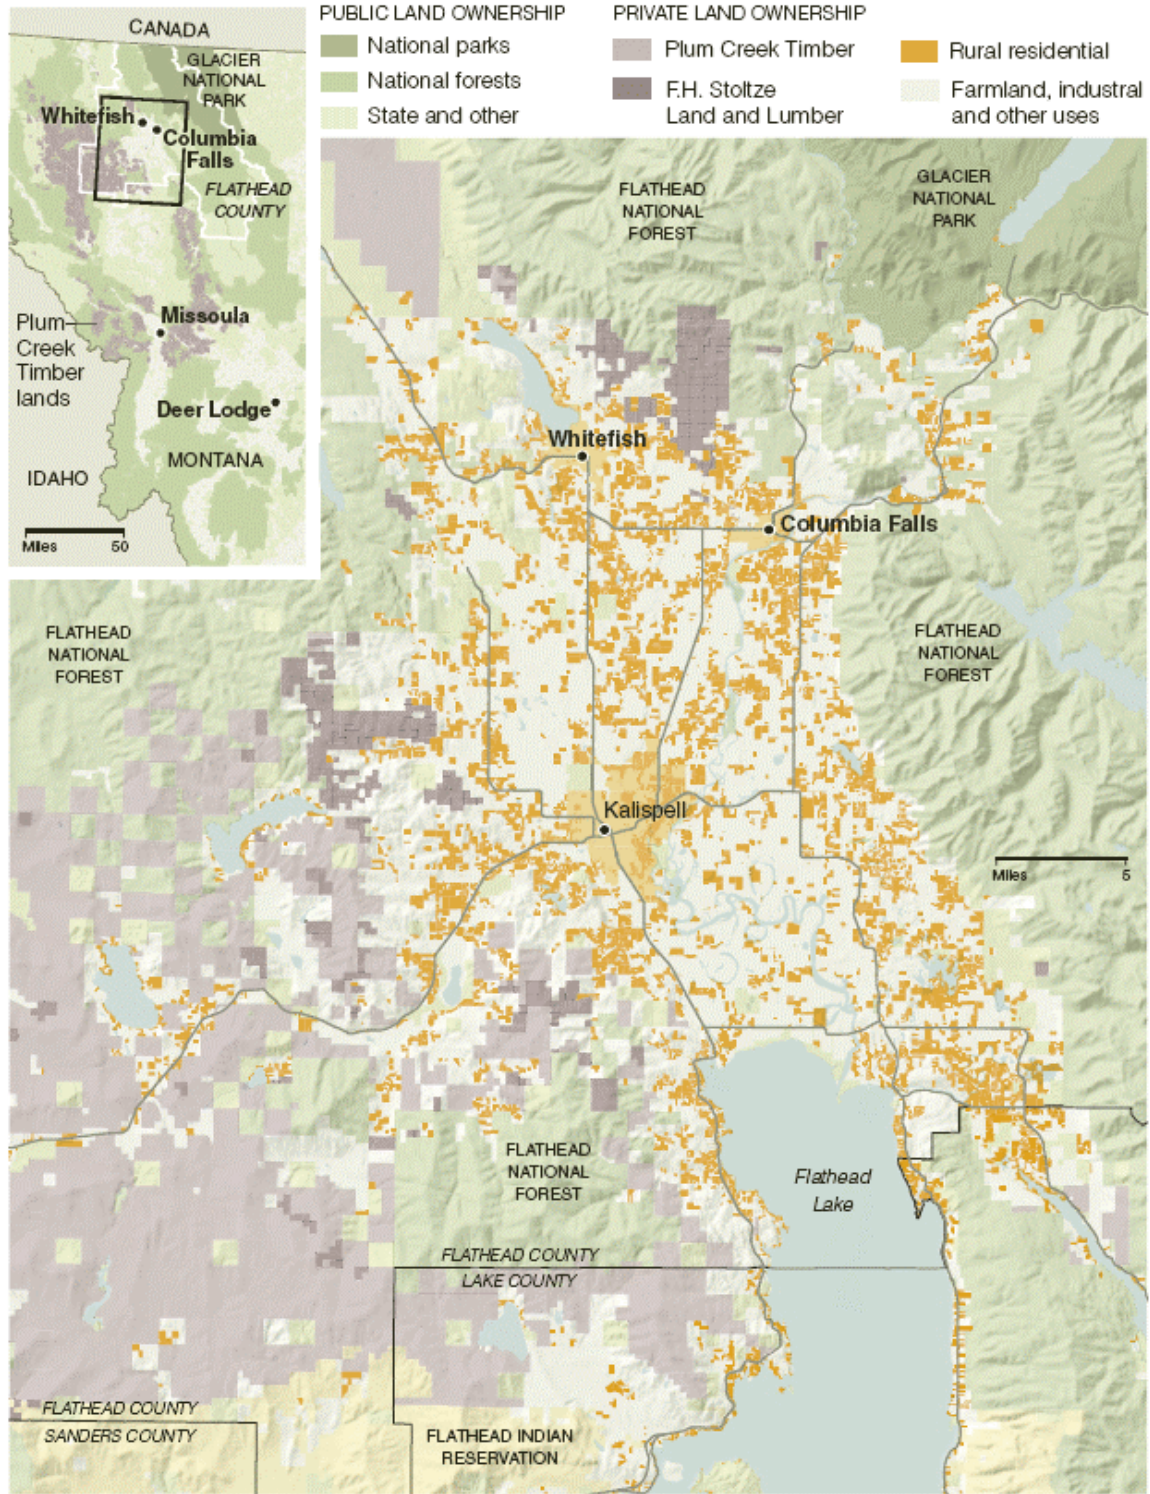 PUBLIC LAND OWNERSHIP
National parks
National forests
State and other
PRIVATE LAND OWNERSHIP
Plum Creek Timber
F.H. Stoltze
Land and Lumber
Rural residential
Farmland, industral
and other uses
CANADA
GLACIER
NATIONAL
PARK
Whitefish
Columbia
Falls
FLATHEAD
COUNTY
Missoula
Plum
Creek
Timber
lands
Deer Lodge
MONTANA
IDAHO
Miles 50
FLATHEAD
NATIONAL
FOREST
GLACIER
NATIONAL
PARK
Whitefish
Columbia Falls
FLATHEAD
NATIONAL
FOREST
FLATHEAD
NATIONAL
FOREST
Kalispell
Miles 5
FLATHEAD
NATIONAL
FOREST
Flathead
Lake
FLATHEAD COUNTY
LAKE COUNTY
FLATHEAD COUNTY
SANDERS COUNTY
FLATHEAD INDIAN
RESERVATION